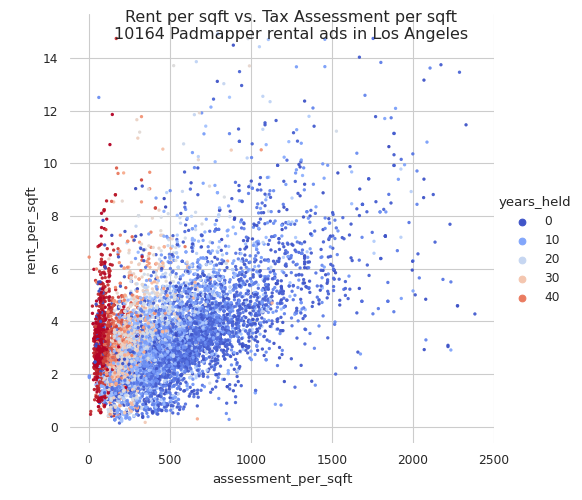 Rent per sqft vs. Tax Assessment per sqft
10164 Padmapper rental ads in Los Angeles
14
12
10
8
6
4
2
0
rent_per_sqft
0 500 1000 1500 2000 2500
assessment_per_sqft
years_held
0
10
20
30
40